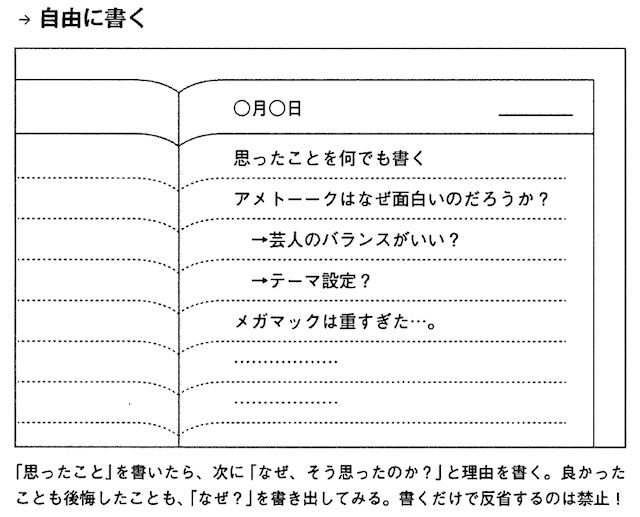 → 自由に書く
○月○日
思ったことを何でも書く
アメトーークはなぜ面白いのだろうか？
→芸人のバランスがいい？
→テーマ設定？
メガマックは重すぎた…。
………………
………………
「思ったこと」を書いたら、次に「なぜ、そう思ったのか？」と理由を書く。良かった
ことも後悔したことも、「なぜ？」を書き出してみる。書くだけで反省するのは禁止！